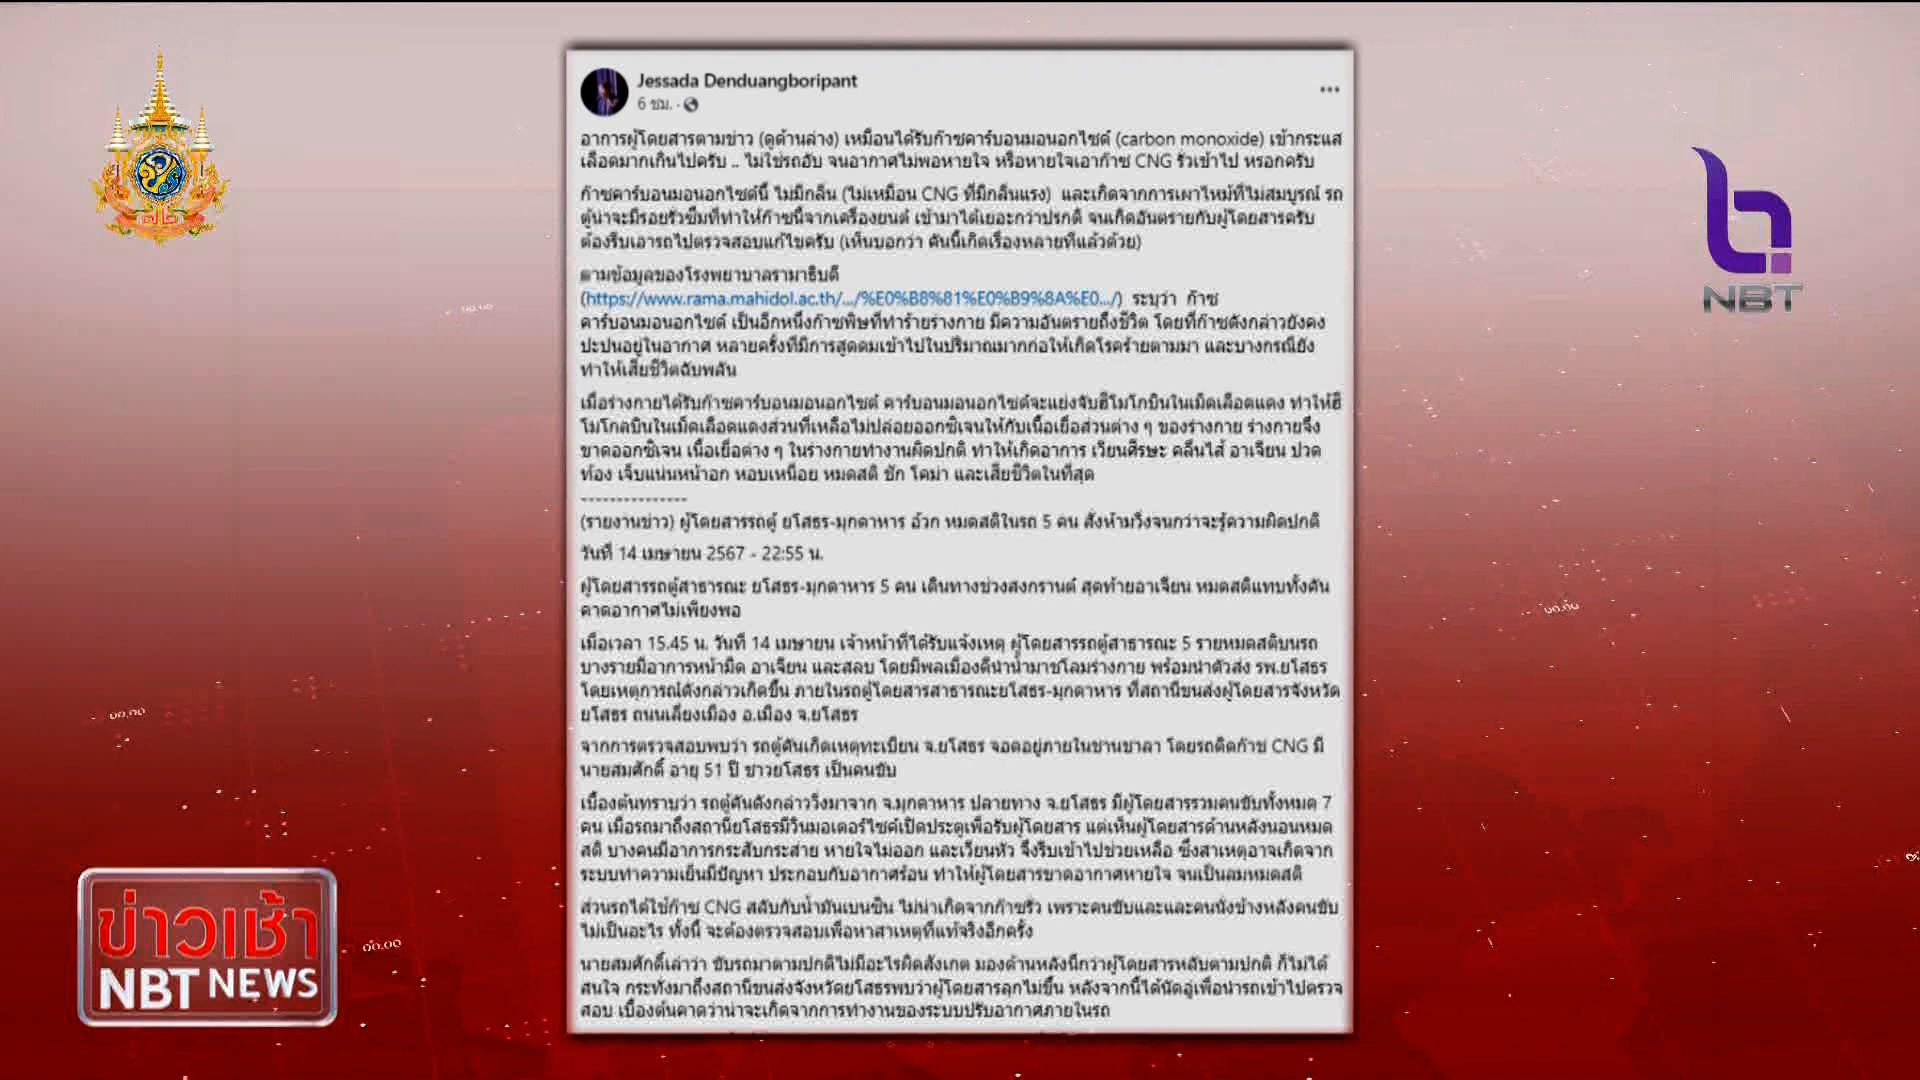 Jessada Denduangboripant
6 ชม. ·
อาการผู้โดยสารตามข่าว (ดูด้านล่าง) เหมือนได้รับก๊าซคาร์บอนมอนอกไซด์ (carbon monoxide) เข้ากระแส
เลือดมากเกินไปครับ .. ไม่ใช่รถอับ จนอากาศไม่พอหายใจ หรือหายใจเอาก๊าซ CNG รั่วเข้าไป หรอกครับ
ก๊าซคาร์บอนมอนอกไซด์นี้ ไม่มีกลิ่น (ไม่เหมือน CNG ที่มีกลิ่นแรง) และเกิดจากการเผาไหม้ที่ไม่สมบูรณ์ รถ
ตู้น่าจะมีรอยรั่วซึมที่ทำให้ก๊าซนี้จากเครื่องยนต์ เข้ามาได้เยอะกว่าปรกติ จนเกิดอันตรายกับผู้โดยสารครับ
ต้องรีบเอารถไปตรวจสอบแก้ไขครับ (เห็นบอกว่า คันนี้เกิดเรื่องหลายทีแล้วด้วย)
ตามข้อมูลของโรงพยาบาลรามาธิบดี
(https://www.rama.mahidol.ac.th/.../%E0%B8%81%E0%B9%8A%E0.../) ระบุว่า ก๊าซ
คาร์บอนมอนอกไซด์ เป็นอีกหนึ่งก๊าซพิษที่ทำร้ายร่างกาย มีความอันตรายถึงชีวิต โดยที่ก๊าซดังกล่าวยังคง
ปะปนอยู่ในอากาศ หลายครั้งที่มีการสูดดมเข้าไปในปริมาณมากก่อให้เกิดโรคร้ายตามมา และบางกรณียัง
ทำให้เสียชีวิตฉับพลัน
เมื่อร่างกายได้รับก๊าซคาร์บอนมอนอกไซด์ คาร์บอนมอนอกไซด์จะแย่งจับฮีโมโกบินในเม็ดเลือดแดง ทำให้ฮี
โมโกลบินในเม็ดเลือดแดงส่วนที่เหลือไม่ปล่อยออกซิเจนให้กับเนื้อเยื่อส่วนต่าง ๆ ของร่างกาย ร่างกายจึง
ขาดออกซิเจน เนื้อเยื่อต่าง ๆ ในร่างกายทำงานผิดปกติ ทำให้เกิดอาการ เวียนศีรษะ คลื่นไส้ อาเจียน ปวด
ท้อง เจ็บแน่นหน้าอก หอบเหนื่อย หมดสติ ชัก โคม่า และเสียชีวิตในที่สุด
---------------
(รายงานข่าว) ผู้โดยสารรถตู้ ยโสธร-มุกดาหาร อ้วก หมดสติในรถ 5 คน สั่งห้ามวิ่งจนกว่าจะรู้ความผิดปกติ
วันที่ 14 เมษายน 2567 - 22:55 น.
ผู้โดยสารรถตู้สาธารณะ ยโสธร-มุกดาหาร 5 คน เดินทางช่วงสงกรานต์ สุดท้ายอาเจียน หมดสติแทบทั้งคัน
คาดอากาศไม่เพียงพอ
เมื่อเวลา 15.45 น. วันที่ 14 เมษายน เจ้าหน้าที่ได้รับแจ้งเหตุ ผู้โดยสารรถตู้สาธารณะ 5 รายหมดสติบนรถ
บางรายมีอาการหน้ามืด อาเจียน และสลบ โดยมีพลเมืองดีนำน้ำมาชโลมร่างกาย พร้อมนำตัวส่ง รพ.ยโสธร
โดยเหตุการณ์ดังกล่าวเกิดขึ้น ภายในรถตู้โดยสารสาธารณะยโสธร-มุกดาหาร ที่สถานีขนส่งผู้โดยสารจังหวัด
ยโสธร ถนนเลี่ยงเมือง อ.เมือง จ.ยโสธร
จากการตรวจสอบพบว่า รถตู้คันเกิดเหตุทะเบียน จ.ยโสธร จอดอยู่ภายในชานชาลา โดยรถติดก๊าซ CNG มี
นายสมศักดิ์ อายุ 51 ปี ชาวยโสธร เป็นคนขับ
เบื้องต้นทราบว่า รถตู้คันดังกล่าววิ่งมาจาก จ.มุกดาหาร ปลายทาง จ.ยโสธร มีผู้โดยสารรวมคนขับทั้งหมด 7
คน เมื่อรถมาถึงสถานียโสธรมีวินมอเตอร์ไซค์เปิดประตูเพื่อรับผู้โดยสาร แต่เห็นผู้โดยสารด้านหลังนอนหมด
สติ บางคนมีอาการกระสับกระส่าย หายใจไม่ออก และเวียนหัว จึงรีบเข้าไปช่วยเหลือ ซึ่งสาเหตุอาจเกิดจาก
ระบบทำความเย็นมีปัญหา ประกอบกับอากาศร้อน ทำให้ผู้โดยสารขาดอากาศหายใจ จนเป็นลมหมดสติ
ส่วนรถได้ใช้ก๊าซ CNG สลับกับน้ำมันเบนซิน ไม่น่าเกิดจากก๊าซรั่ว เพราะคนขับและและคนนั่งข้างหลังคนขับ
ไม่เป็นอะไร ทั้งนี้ จะต้องตรวจสอบเพื่อหาสาเหตุที่แท้จริงอีกครั้ง
นายสมศักดิ์เล่าว่า ขับรถมาตามปกติไม่มีอะไรผิดสังเกต มองด้านหลังนึกว่าผู้โดยสารหลับตามปกติ ก็ไม่ได้
สนใจ กระทั่งมาถึงสถานีขนส่งจังหวัดยโสธรพบว่าผู้โดยสารลุกไม่ขึ้น หลังจากนี้ได้นัดอู่เพื่อนำรถเข้าไปตรวจ
สอบ เบื้องต้นคาดว่าน่าจะเกิดจากการทำงานของระบบปรับอากาศภายในรถ
NBT
ข่าวเช้า
NBT NEWS
00.00
00.00
00.00
00.00